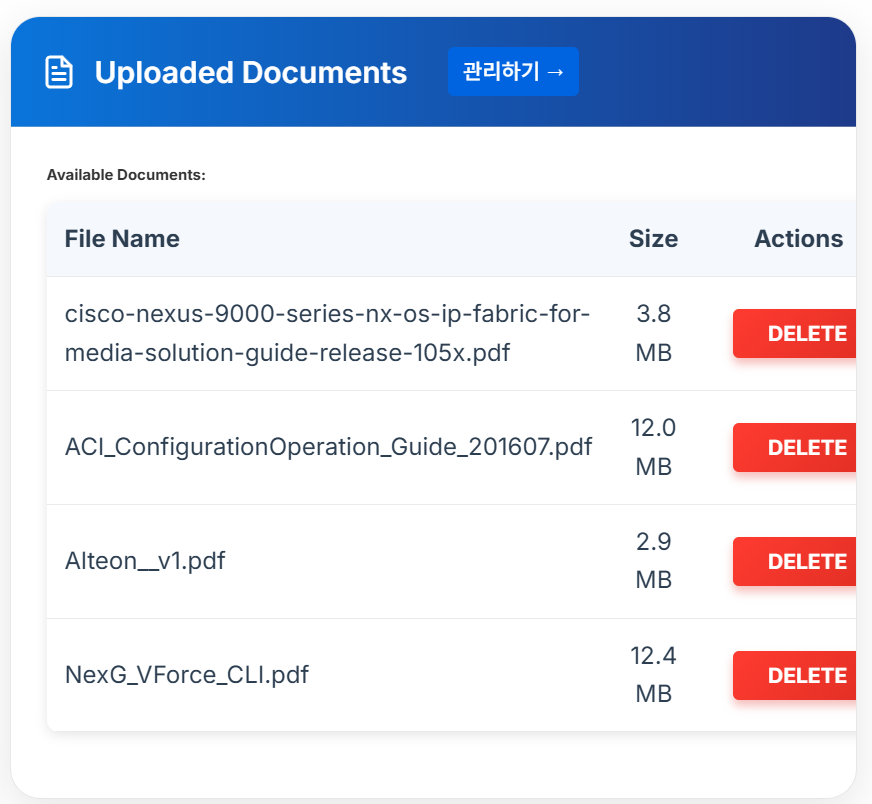 Uploaded Documents 관리하기 →
Available Documents:
File Name Size Actions
cisco-nexus-9000-series-nx-os-ip-fabric-for-
media-solution-guide-release-105x.pdf
3.8
MB
DELETE
ACI_ConfigurationOperation_Guide_201607.pdf
12.0
MB
DELETE
Alteon__v1.pdf
2.9
MB
DELETE
NexG_VForce_CLI.pdf
12.4
MB
DELETE